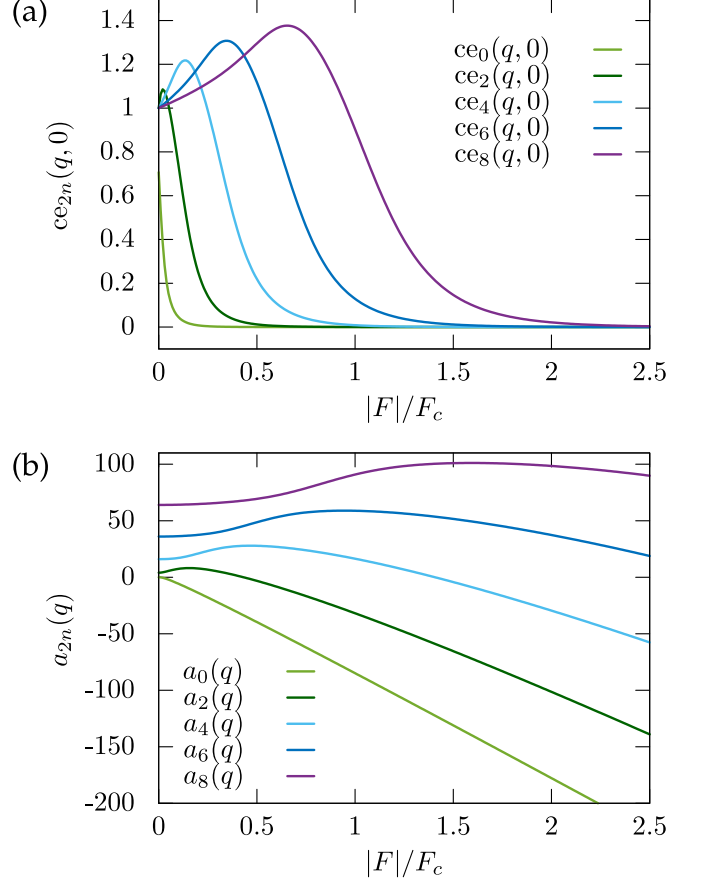 (a)
1.4
1.2
1
0.8
0.6
0.4
0.2
0
ce₂ₙ(q, 0)
ce₀(q, 0)
ce₂(q, 0)
ce₄(q, 0)
ce₆(q, 0)
ce₈(q, 0)
0 0.5 1 1.5 2 2.5
|F|/F_c
(b)
100
50
0
-50
-100
-150
-200
a₂ₙ(q)
a₀(q)
a₂(q)
a₄(q)
a₆(q)
a₈(q)
0 0.5 1 1.5 2 2.5
|F|/F_c